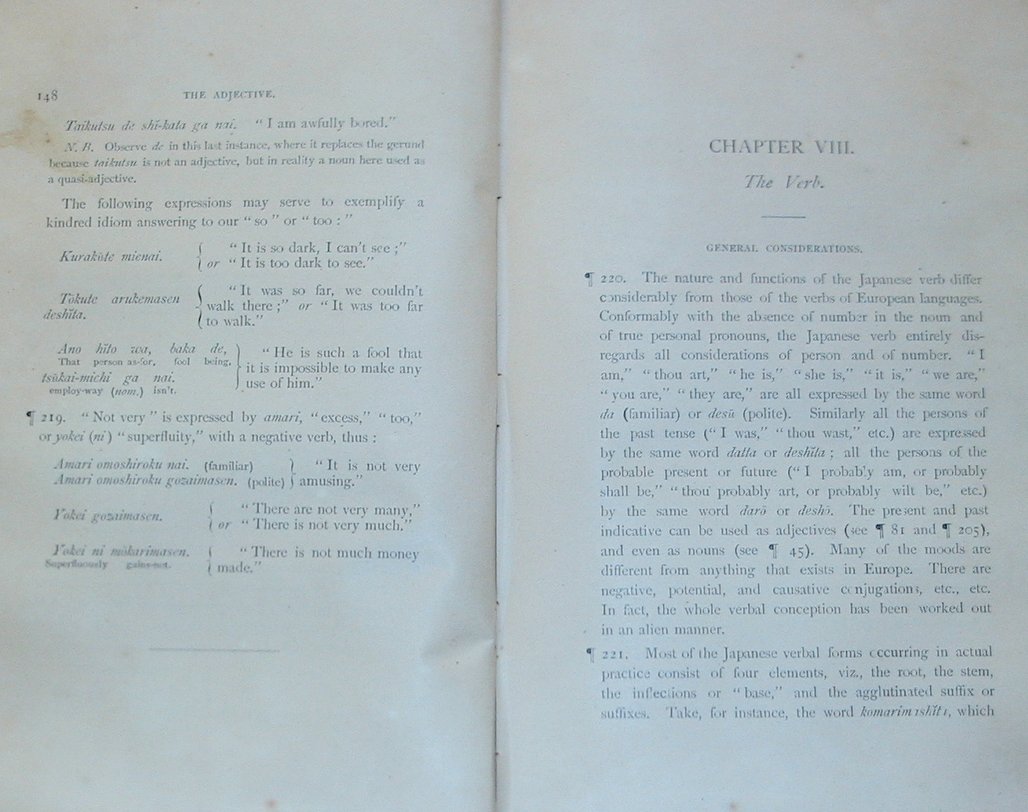 148 THE ADJECTIVE.
Taikutsu de shĭ-kata ga nai. “ I am awfully bored.”
N. B. Observe de in this last instance, where it replaces the gerund
because taikutsu is not an adjective, but in reality a noun here used as
a quasi-adjective.
The following expressions may serve to exemplify a
kindred idiom answering to our “ so ” or “ too : ”
Kurakŭte mienai. { “ It is so dark, I can't see ;”
or “ It is too dark to see.”
Tōkute arukemasen
deshĭta.
{ “ It was so far, we couldn't
walk there ;” or “ It was too far
to walk.”
Ano hĭto wa, baka de,
That person as-for, fool being,
tsŭkai-michi ga nai.
employ-way (nom.) isn't.
} “ He is such a fool that
it is impossible to make any
use of him.”
¶ 219. “ Not very ” is expressed by amari, “ excess,” “ too,”
or yokei (ni) “ superfluity,” with a negative verb, thus :
Amari omoshiroku nai. (familiar)
Amari omoshiroku gozaimasen. (polite)
} “ It is not very
amusing.”
Yokei gozaimasen. { “ There are not very many,”
or “ There is not very much.”
Yokei ni mōkarimasen.
Superfluously gains-not.
{ “ There is not much money
made.”
CHAPTER VIII.
The Verb.
GENERAL CONSIDERATIONS.
¶ 220. The nature and functions of the Japanese verb differ
considerably from those of the verbs of European languages.
Conformably with the absence of number in the noun and
of true personal pronouns, the Japanese verb entirely dis-
regards all considerations of person and of number. “ I
am,” “ thou art,” “ he is,” “ she is,” “ it is,” “ we are,”
“ you are,” “ they are,” are all expressed by the same word
da (familiar) or desŭ (polite). Similarly all the persons of
the past tense (“ I was,” “ thou wast,” etc.) are expressed
by the same word datta or deshĭta ; all the persons of the
probable present or future (“ I probably am, or probably
shall be,” “ thou probably art, or probably wilt be,” etc.)
by the same word darō or deshō. The present and past
indicative can be used as adjectives (see ¶ 81 and ¶ 205),
and even as nouns (see ¶ 45). Many of the moods are
different from anything that exists in Europe. There are
negative, potential, and causative conjugations, etc., etc.
In fact, the whole verbal conception has been worked out
in an alien manner.
¶ 221. Most of the Japanese verbal forms occurring in actual
practice consist of four elements, viz., the root, the stem,
the inflections or “ base,” and the agglutinated suffix or
suffixes. Take, for instance, the word komarimashĭta, which